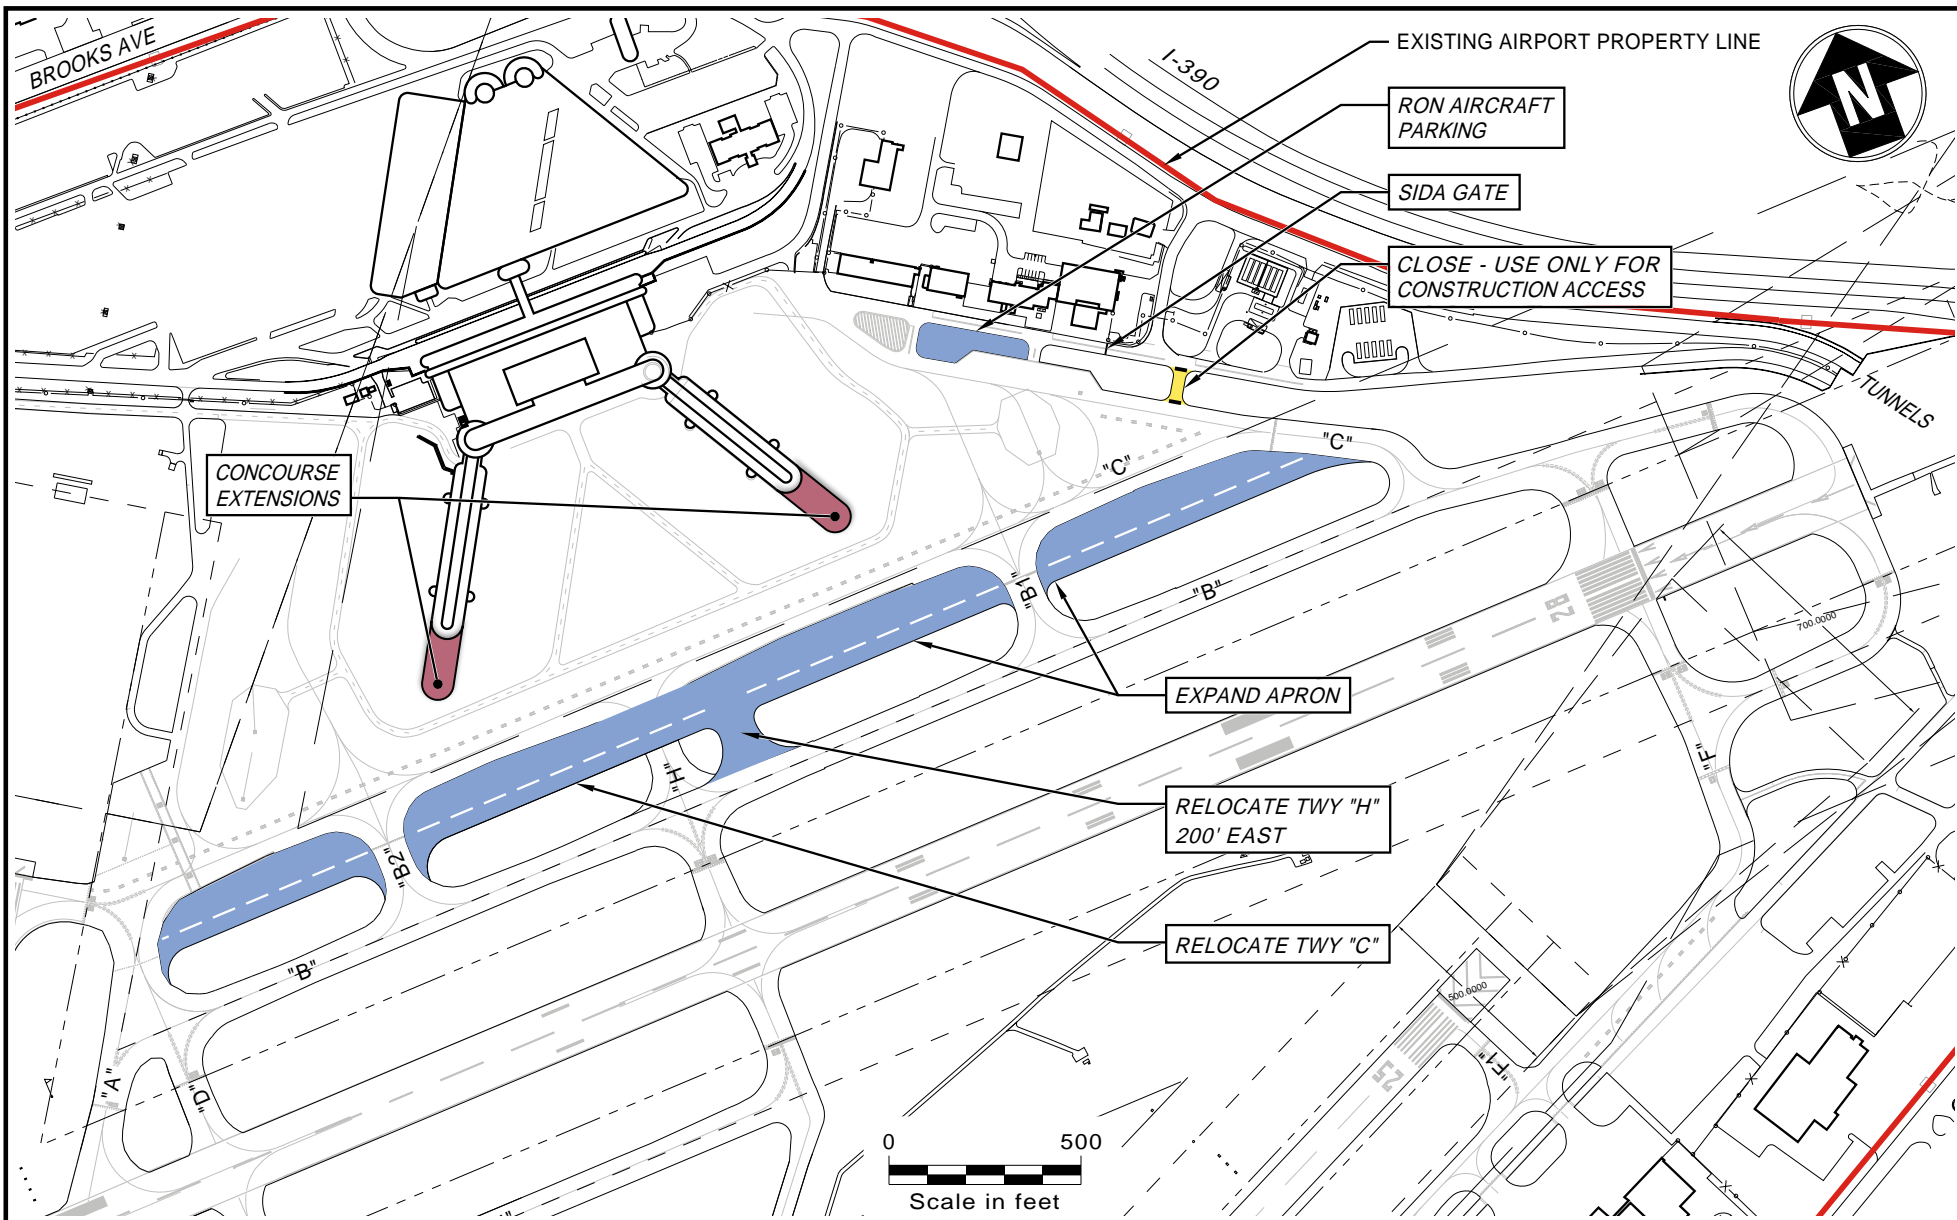 BROOKS AVE
I-390
EXISTING AIRPORT PROPERTY LINE
N
RON AIRCRAFT
PARKING
SIDA GATE
CLOSE - USE ONLY FOR
CONSTRUCTION ACCESS
TUNNELS
CONCOURSE
EXTENSIONS
"C"
"C"
"B1"
"B"
28
700.0000
EXPAND APRON
"F"
"H"
RELOCATE TWY "H"
200' EAST
"B2"
RELOCATE TWY "C"
"B"
500.0000
25
"F1"
"A"
"D"
0 500
Scale in feet